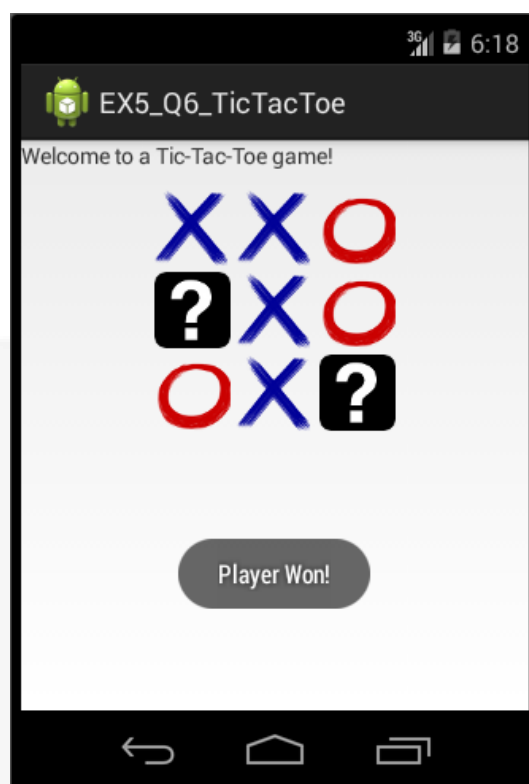 3G 6:18
EX5_Q6_TicTacToe
Welcome to a Tic-Tac-Toe game!
X X O
? X O
O X ?
Player Won!